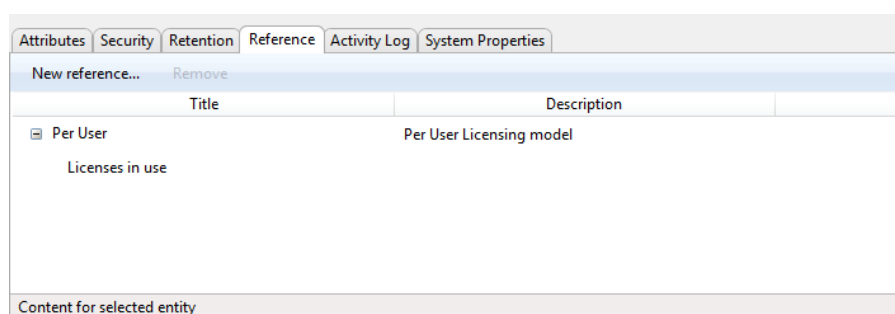 Attributes Security Retention Reference Activity Log System Properties
New reference... Remove
Title Description
Per User Per User Licensing model
Licenses in use
Content for selected entity